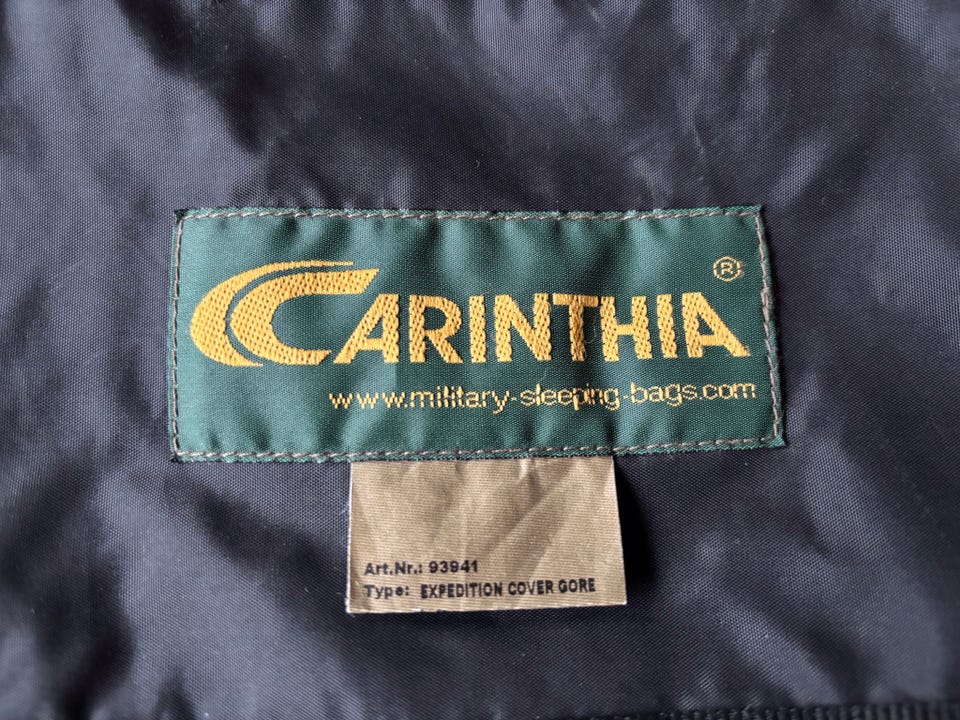 CARINTHIA ®
www.military-sleeping-bags.com
Art.Nr.: 93941
Type: EXPEDITION COVER GORE